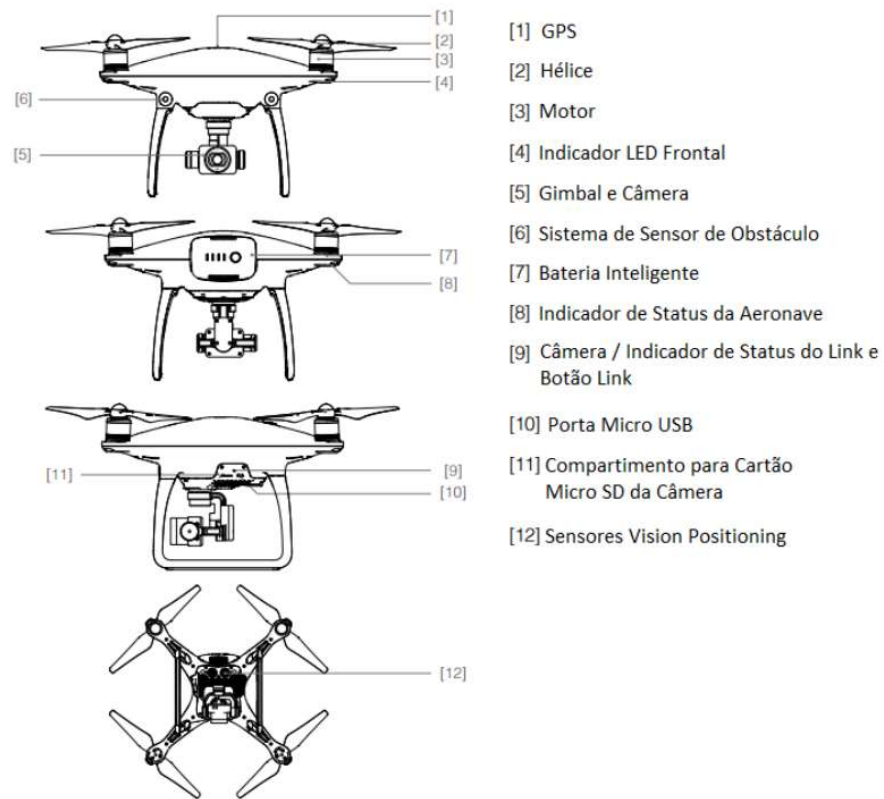 [1]
[2]
[3]
[4]
[6]
[5]
[7]
[8]
[11]
[9]
[10]
[12]
[1] GPS
[2] Hélice
[3] Motor
[4] Indicador LED Frontal
[5] Gimbal e Câmera
[6] Sistema de Sensor de Obstáculo
[7] Bateria Inteligente
[8] Indicador de Status da Aeronave
[9] Câmera / Indicador de Status do Link e
Botão Link
[10] Porta Micro USB
[11] Compartimento para Cartão
Micro SD da Câmera
[12] Sensores Vision Positioning